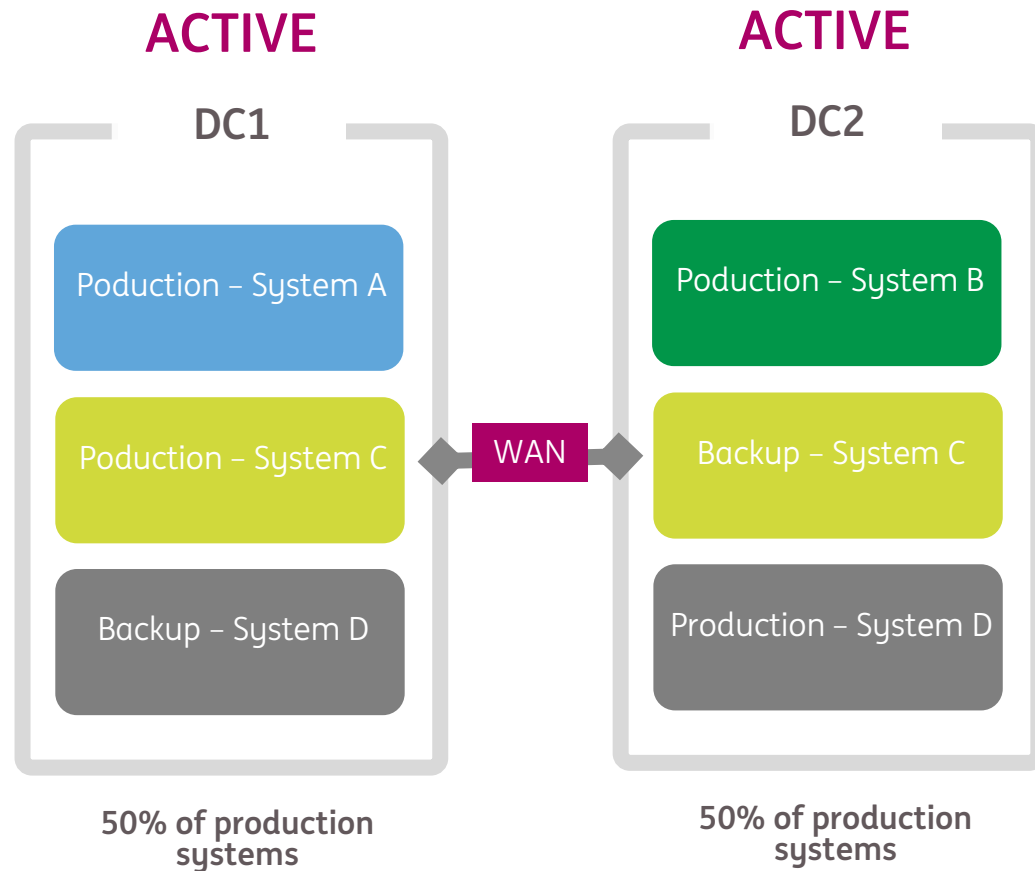 ACTIVE
DC1
Poduction – System A
Poduction – System C
Backup – System D
50% of production
systems
WAN
ACTIVE
DC2
Poduction – System B
Backup – System C
Production – System D
50% of production
systems